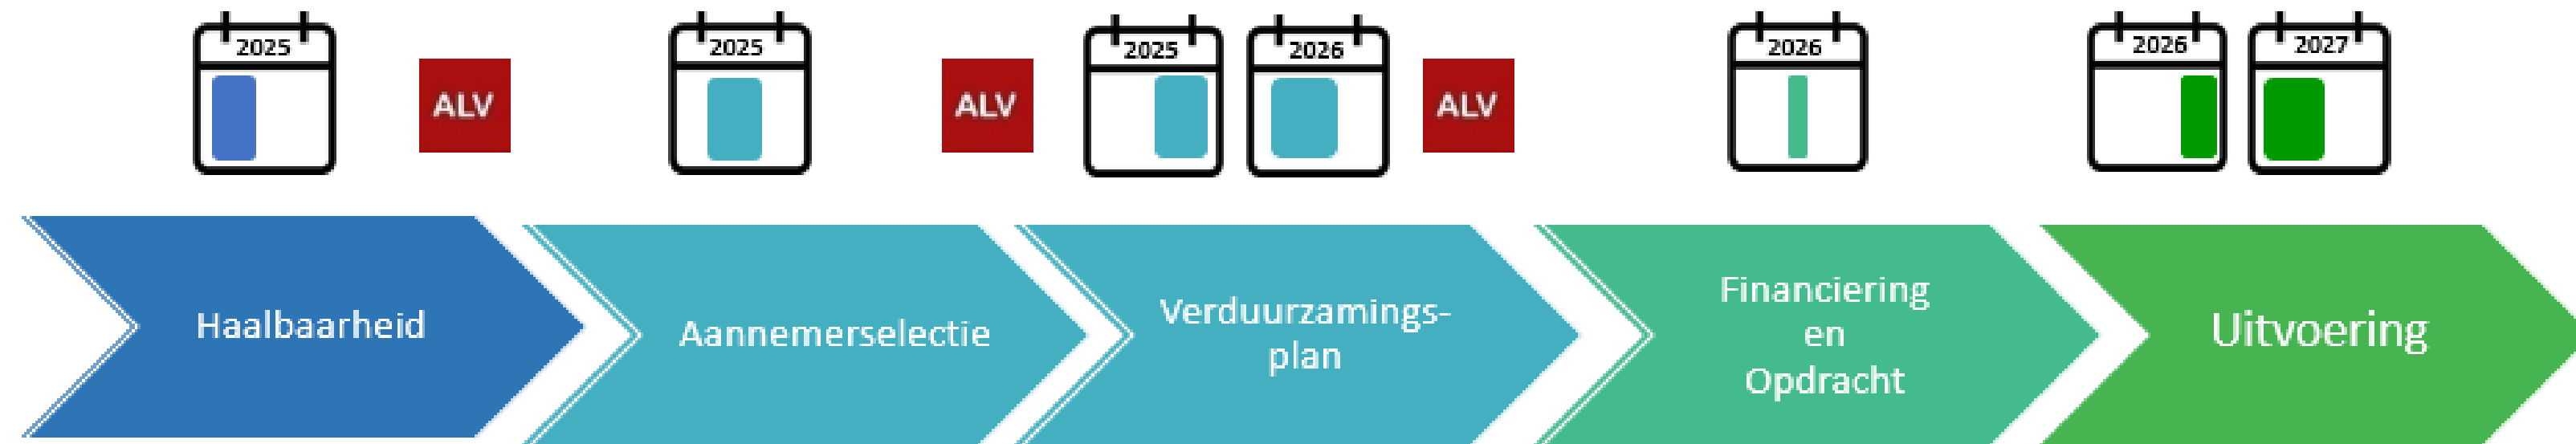 2025
ALV
2025
ALV
2025
2026
ALV
2026
2026
2027
Haalbaarheid
Aannemerselectie
Verduurzamings-
plan
Financiering
en
Opdracht
Uitvoering